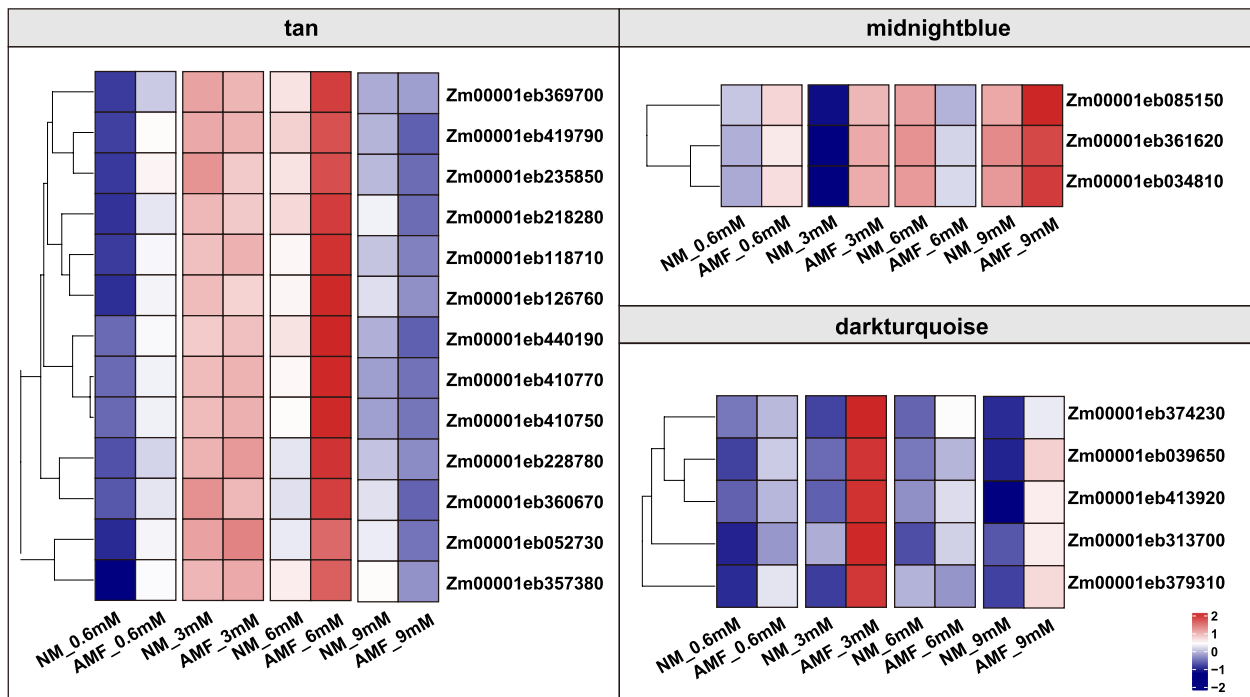 tan
Zm00001eb369700
Zm00001eb419790
Zm00001eb235850
Zm00001eb218280
Zm00001eb118710
Zm00001eb126760
Zm00001eb440190
Zm00001eb410770
Zm00001eb410750
Zm00001eb228780
Zm00001eb360670
Zm00001eb052730
Zm00001eb357380
NM_0.6mM
AMF_0.6mM
NM_3mM
AMF_3mM
NM_6mM
AMF_6mM
NM_9mM
AMF_9mM
midnightblue
Zm00001eb085150
Zm00001eb361620
Zm00001eb034810
NM_0.6mM
AMF_0.6mM
NM_3mM
AMF_3mM
NM_6mM
AMF_6mM
NM_9mM
AMF_9mM
darkturquoise
Zm00001eb374230
Zm00001eb039650
Zm00001eb413920
Zm00001eb313700
Zm00001eb379310
NM_0.6mM
AMF_0.6mM
NM_3mM
AMF_3mM
NM_6mM
AMF_6mM
NM_9mM
AMF_9mM
2
1
0
−1
−2